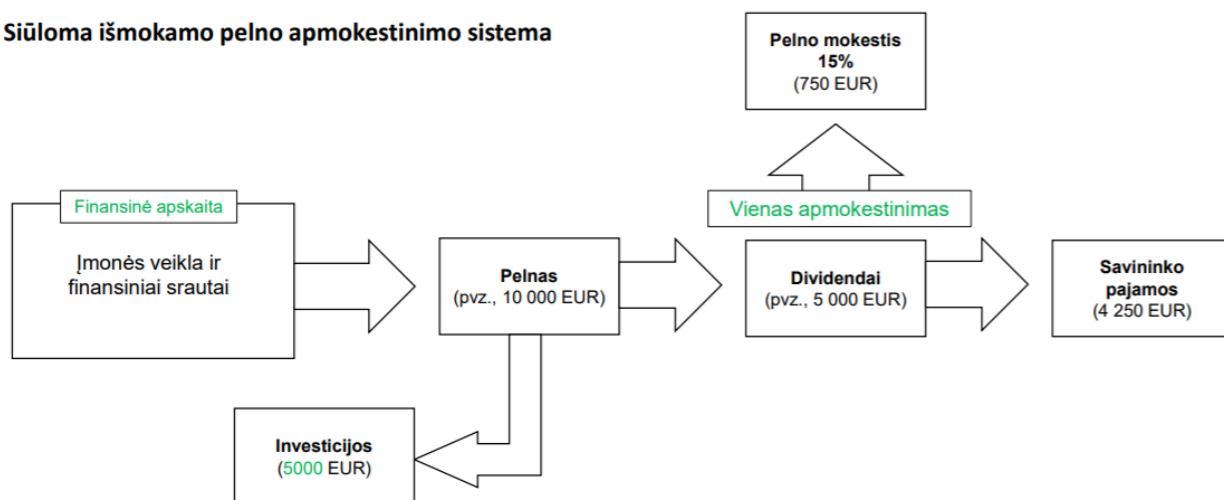 Siūloma išmokamo pelno apmokestinimo sistema
Pelno mokestis
15%
(750 EUR)
Finansinė apskaita
Įmonės veikla ir
finansiniai srautai
Vienas apmokestinimas
Pelnas
(pvz., 10 000 EUR)
Dividendai
(pvz., 5 000 EUR)
Savininko
pajamos
(4 250 EUR)
Investicijos
(5000 EUR)